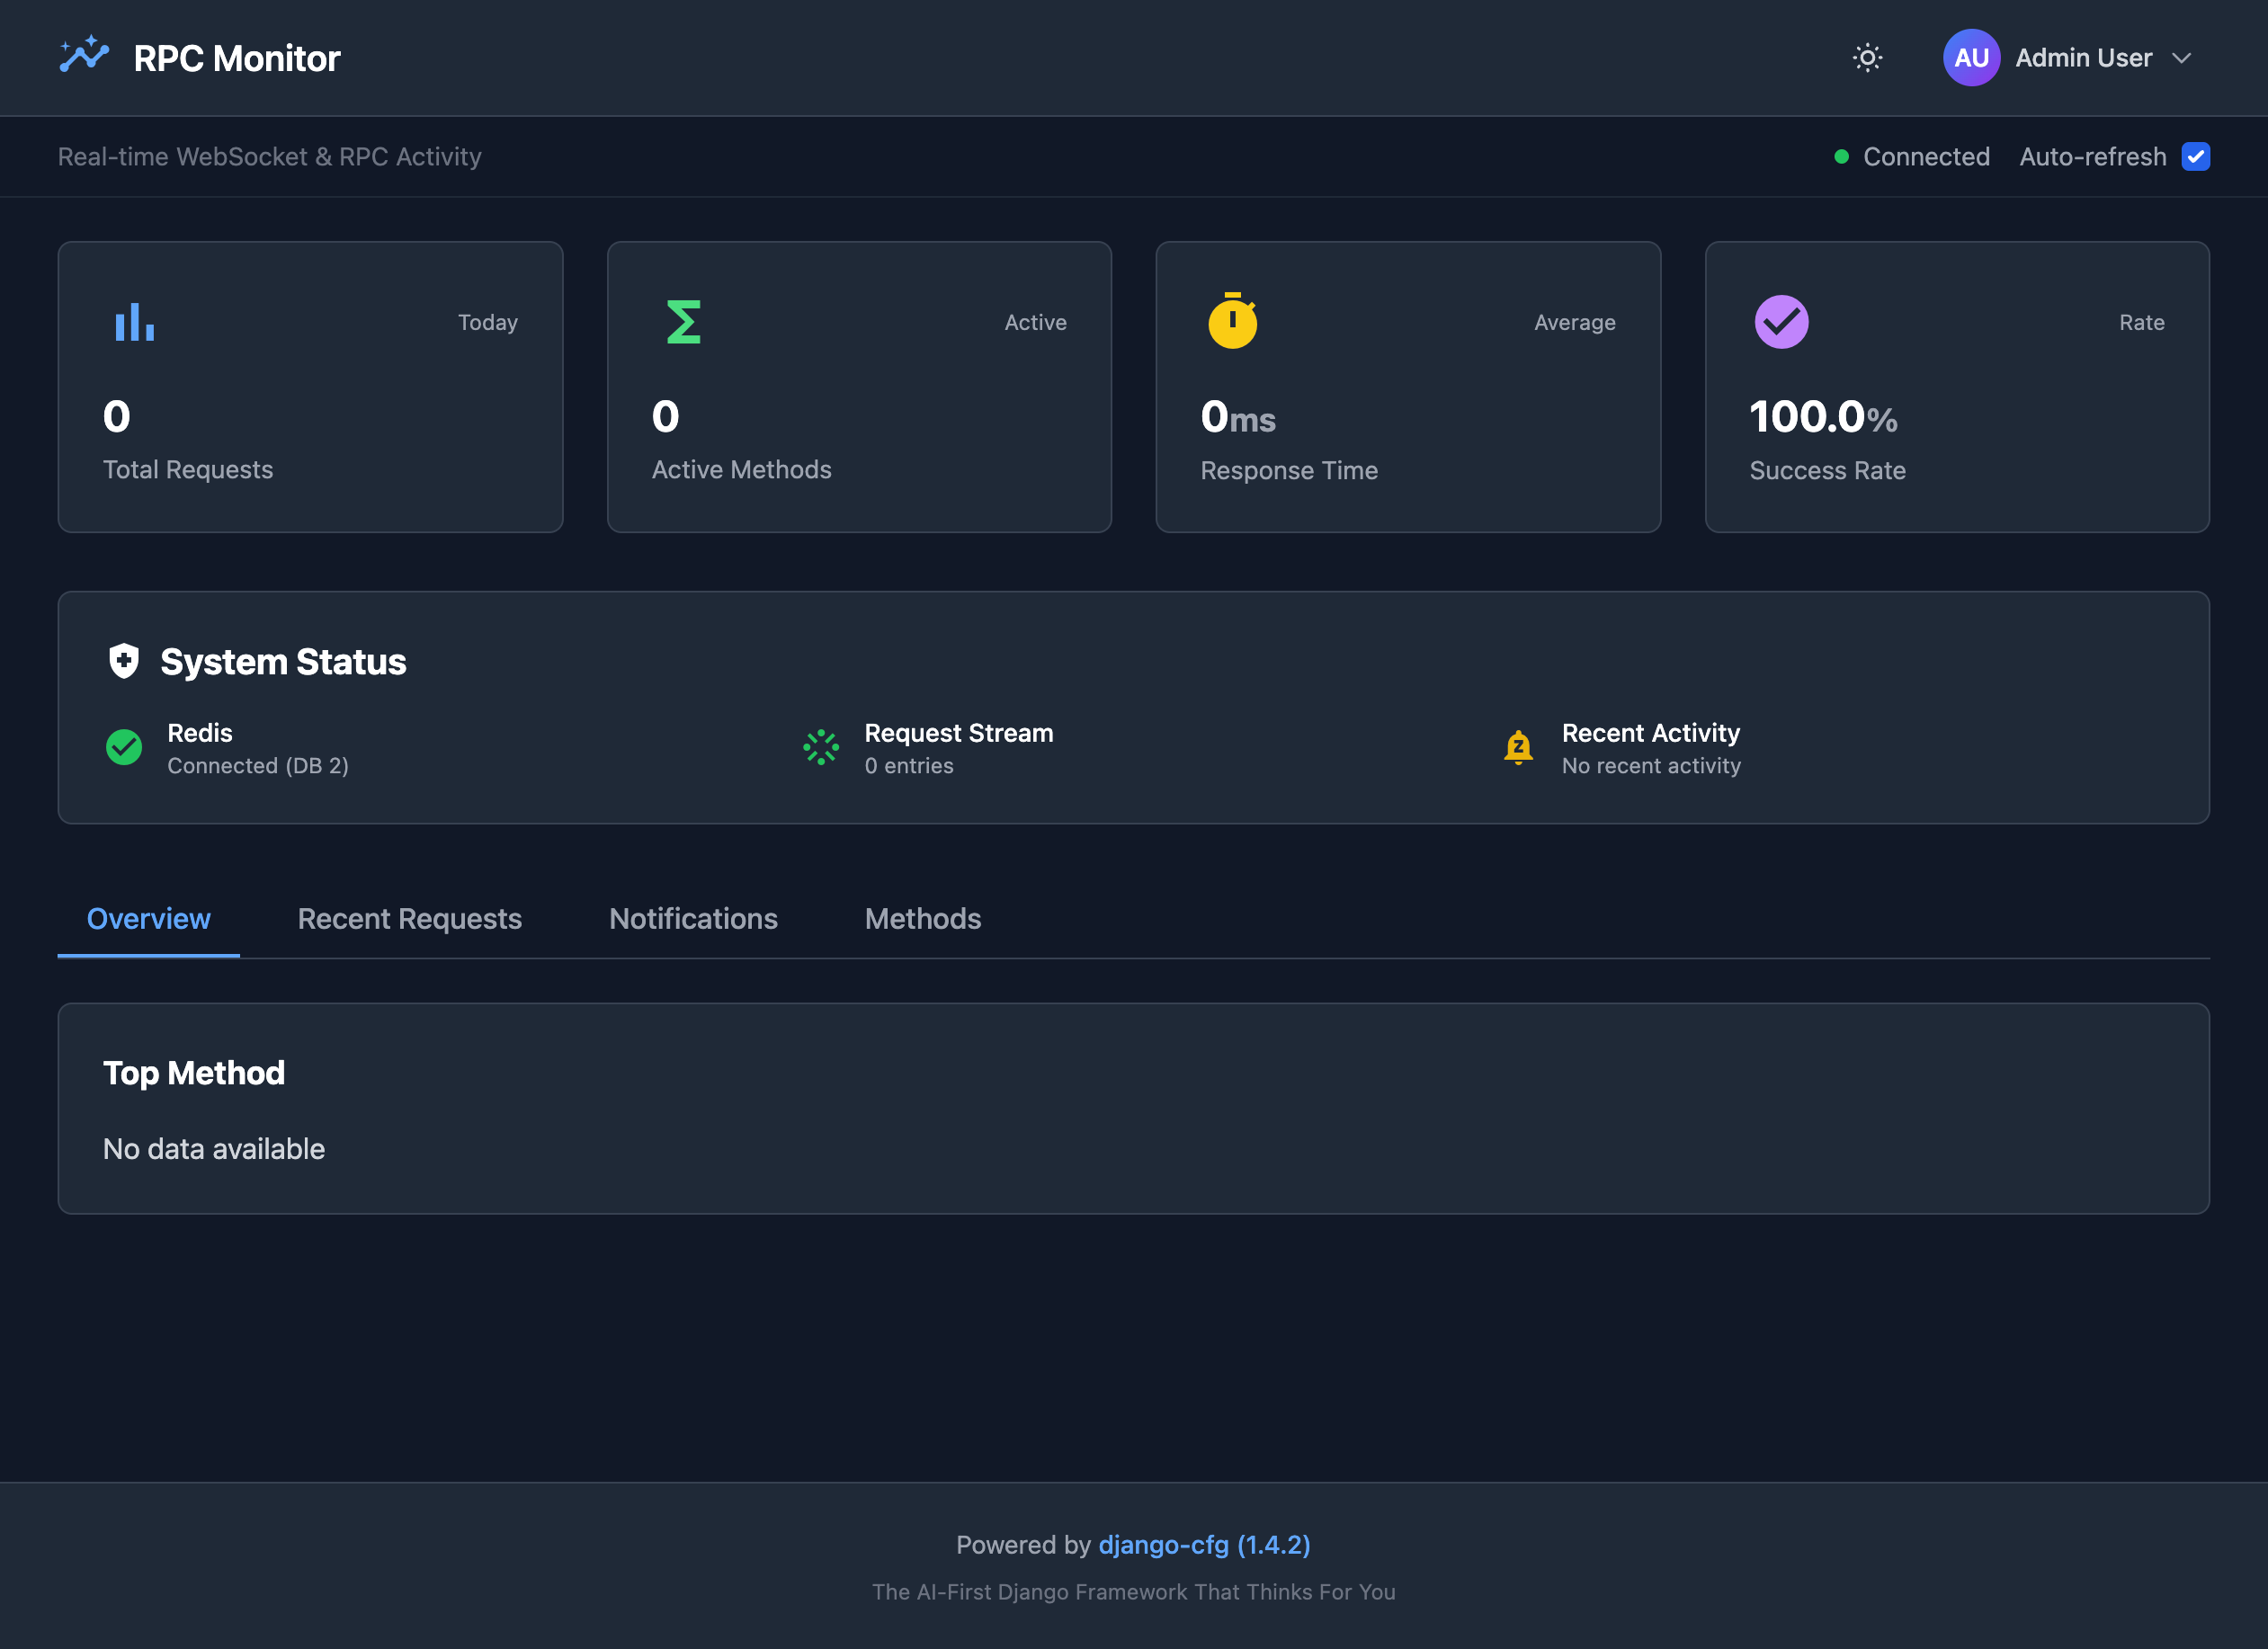 RPC Monitor
AU Admin User
Real-time WebSocket & RPC Activity
Connected Auto-refresh
Today
0
Total Requests
Active
0
Active Methods
Average
0ms
Response Time
Rate
100.0%
Success Rate
System Status
Redis
Connected (DB 2)
Request Stream
0 entries
Recent Activity
No recent activity
Overview Recent Requests Notifications Methods
Top Method
No data available
Powered by django-cfg (1.4.2)
The AI-First Django Framework That Thinks For You